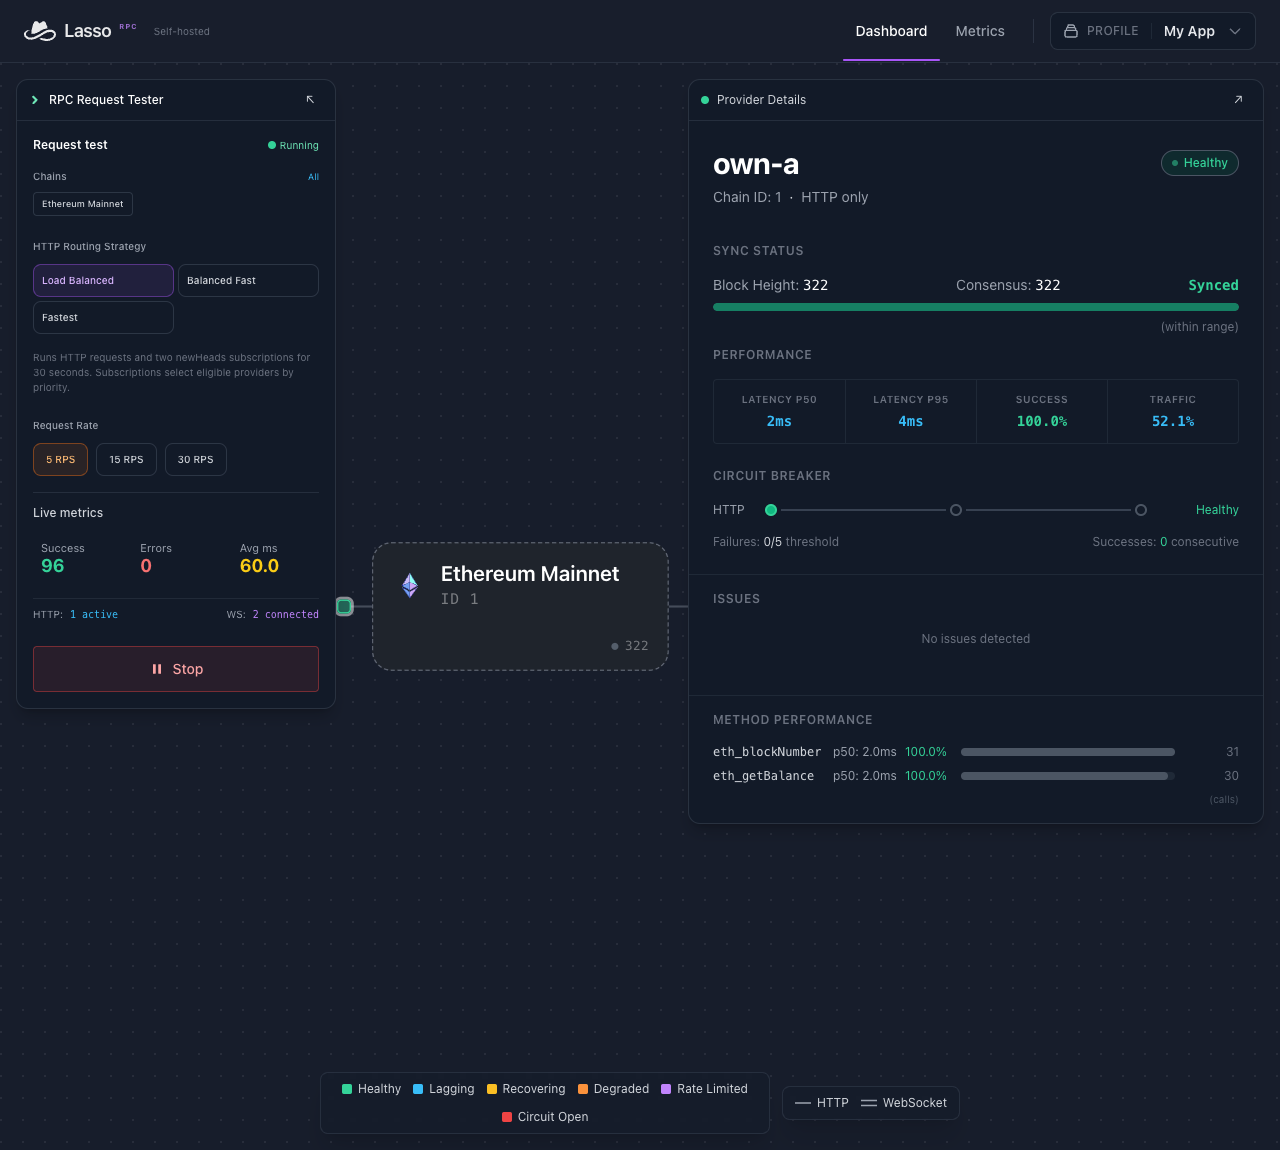 Lasso RPC Self-hosted
Dashboard Metrics PROFILE My App
RPC Request Tester
Request test Running
Chains All
Ethereum Mainnet
HTTP Routing Strategy
Load Balanced Balanced Fast
Fastest
Runs HTTP requests and two newHeads subscriptions for
30 seconds. Subscriptions select eligible providers by
priority.
Request Rate
5 RPS 15 RPS 30 RPS
Live metrics
Success Errors Avg ms
96 0 60.0
HTTP: 1 active WS: 2 connected
Stop
Ethereum Mainnet
ID 1
322
Provider Details
own-a Healthy
Chain ID: 1 · HTTP only
SYNC STATUS
Block Height: 322 Consensus: 322 Synced
(within range)
PERFORMANCE
LATENCY P50 LATENCY P95 SUCCESS TRAFFIC
2ms 4ms 100.0% 52.1%
CIRCUIT BREAKER
HTTP Healthy
Failures: 0/5 threshold Successes: 0 consecutive
ISSUES
No issues detected
METHOD PERFORMANCE
eth_blockNumber p50: 2.0ms 100.0% 31
eth_getBalance p50: 2.0ms 100.0% 30
(calls)
Healthy Lagging Recovering Degraded Rate Limited
Circuit Open
HTTP WebSocket